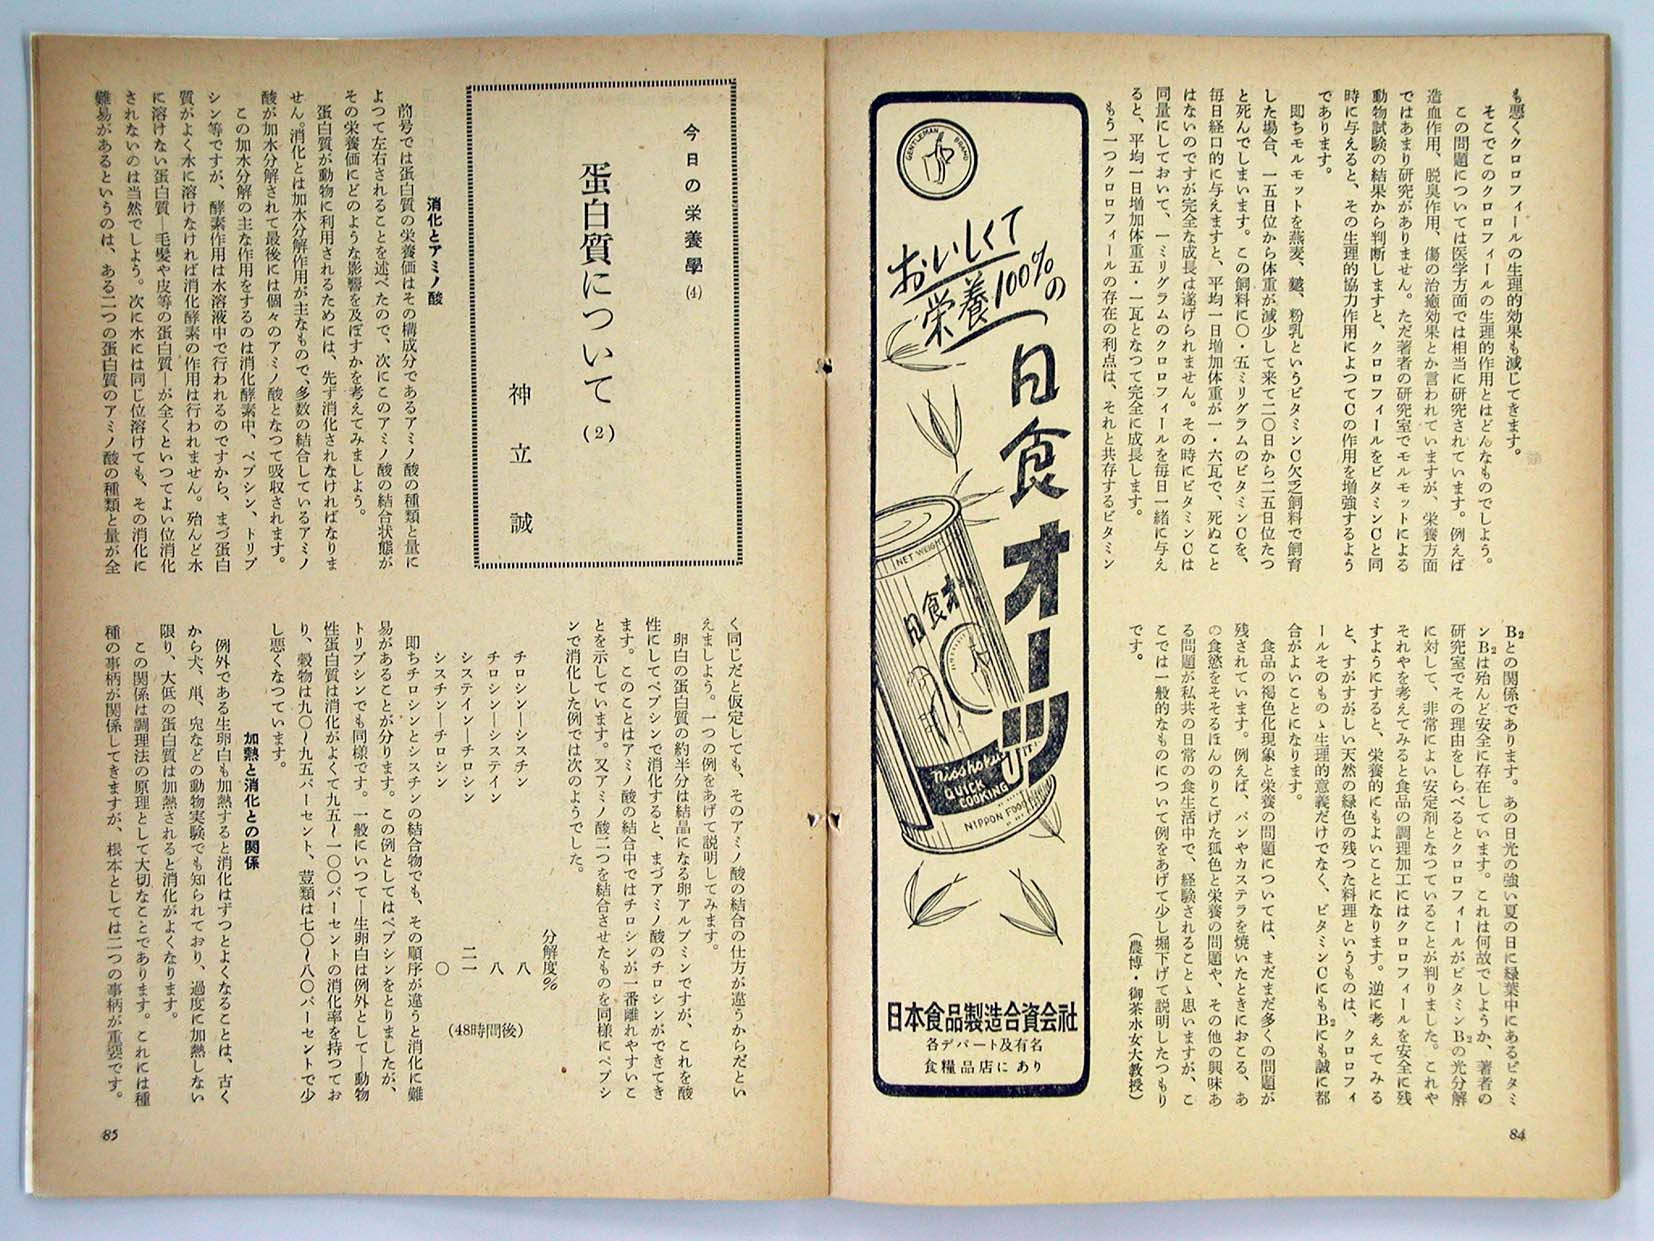 も悪くクロロフィールの生理的効果も減じてきます。
そこでこのクロロフィールの生理的作用とはどんなものでしよう。
この問題については医学方面では相当に研究されています。例えば
造血作用、脱臭作用、傷の治癒効果とか言われていますが、栄養方面
ではあまり研究がありません。ただ著者の研究室でモルモットによる
動物試験の結果から判断しますと、クロロフィールをビタミンCと同
時に与えると、その生理的協力作用によつてCの作用を増強するよう
であります。
即ちモルモットを燕麦、麩、粉乳というビタミンC欠乏飼料で飼育
した場合、一五日位から体重が減少して来て二〇日から二五日位たつ
と死んでしまいます。この飼料に〇・五ミリグラムのビタミンCを、
毎日経口的に与えますと、平均一日増加体重が一・六瓦で、死ぬこと
はないのですが完全な成長は遂げられません。その時にビタミンCは
同量にしておいて、一ミリグラムのクロロフィールを毎日一緒に与え
ると、平均一日増加体重五・一瓦となつて完全に成長します。
もう一つクロロフィールの存在の利点は、それと共存するビタミン
B₂との関係であります。あの日光の強い夏の日に緑葉中にあるビタミ
ンB₂は殆んど安全に存在しています。これは何故でしようか、著者の
研究室でその理由をしらべるとクロロフィールがビタミンB₂の光分解
に対して、非常によい安定剤となつていることが判りました。これや
それやを考えてみると食品の調理加工にはクロロフィールを安全に残
すようにすると、栄養的にもよいことになります。逆に考えてみる
と、すがすがしい天然の緑色の残つた料理というものは、クロロフィ
ールそのものゝ生理的意義だけでなく、ビタミンCにもB₂にも誠に都
合がよいことになります。
食品の褐色化現象と栄養の問題については、まだまだ多くの問題が
残されています。例えば、パンやカステラを焼いたときにおこる、あ
の食慾をそそるほんのりこげた狐色と栄養の問題や、その他の興味あ
る問題が私共の日常の食生活中で、経験されることゝ思いますが、こ
こでは一般的なものについて例をあげて少し掘下げて説明したつもり
です。
(農博・御茶水女大教授)
GENTLEMAN BRAND
おいしくて
栄養100%の
日食オーツ
NET WEIGHT
日食オ
nisshoku
QUICK
COOKING
NIPPON FOOD
日本食品製造合資会社
各デパート及有名
食糧品店にあり
84
今日の栄養學(4)
蛋白質について(2)
神立誠
消化とアミノ酸
前号では蛋白質の栄養価はその構成分であるアミノ酸の種類と量に
よつて左右されることを述べたので、次にこのアミノ酸の結合状態が
その栄養価にどのような影響を及ぼすかを考えてみましよう。
蛋白質が動物に利用されるためには、先ず消化されなければなりま
せん。消化とは加水分解作用が主なもので、多数の結合しているアミノ
酸が加水分解されて最後には個々のアミノ酸となつて吸収されます。
この加水分解の主な作用をするのは消化酵素中、ペプシン、トリプ
シン等ですが、酵素作用は水溶液中で行われるのですから、まづ蛋白
質がよく水に溶けなければ消化酵素の作用は行われません。殆んど水
に溶けない蛋白質―毛髪や皮等の蛋白質―が全くといつてよい位消化
されないのは当然でしよう。次に水には同じ位溶けても、その消化に
難易があるというのは、ある二つの蛋白質のアミノ酸の種類と量が全
く同じだと仮定しても、そのアミノ酸の結合の仕方が違うからだとい
えましよう。一つの例をあげて説明してみます。
卵白の蛋白質の約半分は結晶になる卵アルブミンですが、これを酸
性にしてペプシンで消化すると、まづアミノ酸のチロシンができてき
ます。このことはアミノ酸の結合中ではチロシンが一番離れやすいこ
とを示しています。又アミノ酸二つを結合させたものを同様にペプシ
ンで消化した例では次のようでした。
分解度%
チロシン―シスチン 八
チロシン―システイン 八
システイン―チロシン 二一
シスチン―チロシン 〇
(48時間後)
即ちチロシンとシスチンの結合物でも、その順序が違うと消化に難
易があることが分ります。この例としてはペプシンをとりましたが、
トリプシンでも同様です。一般にいつて―生卵白は例外として―動物
性蛋白質は消化がよくて九五〜一〇〇パーセントの消化率を持つてお
り、穀物は九〇〜九五パーセント、荳類は七〇〜八〇パーセントで少
し悪くなつています。
加熱と消化との関係
例外である生卵白も加熱すると消化はずつとよくなることは、古く
から犬、鼡、兎などの動物実験でも知られており、過度に加熱しない
限り、大低の蛋白質は加熱されると消化がよくなります。
この関係は調理法の原理として大切なことであります。これには種
種の事柄が関係してきますが、根本としては二つの事柄が重要です。
85